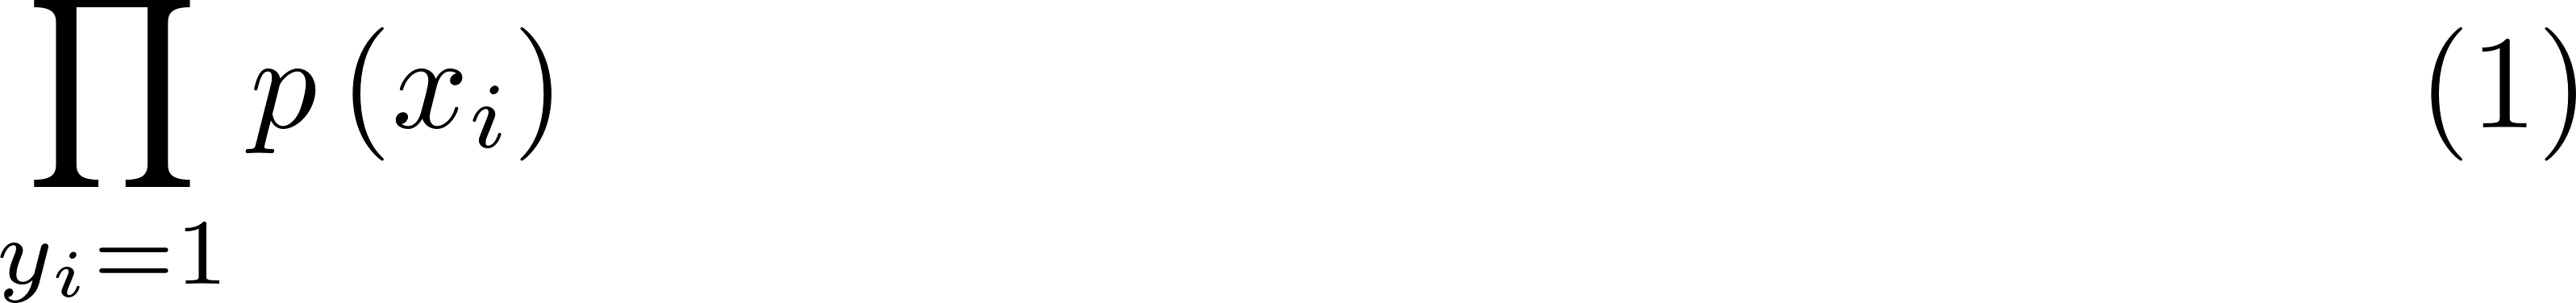 ∏_{y_i=1} p(x_i) (1)